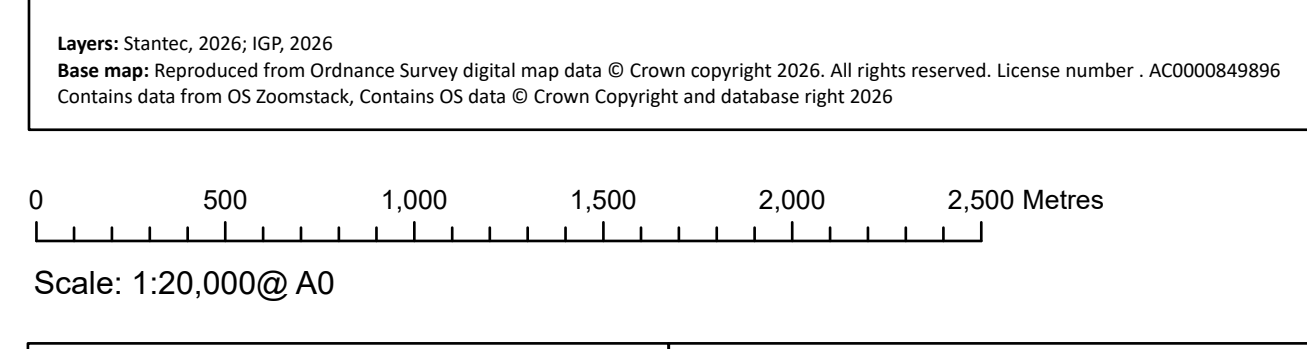 Layers: Stantec, 2026; IGP, 2026
Base map: Reproduced from Ordnance Survey digital map data © Crown copyright 2026. All rights reserved. License number . AC0000849896
Contains data from OS Zoomstack, Contains OS data © Crown Copyright and database right 2026
0 500 1,000 1,500 2,000 2,500 Metres
Scale: 1:20,000@ A0